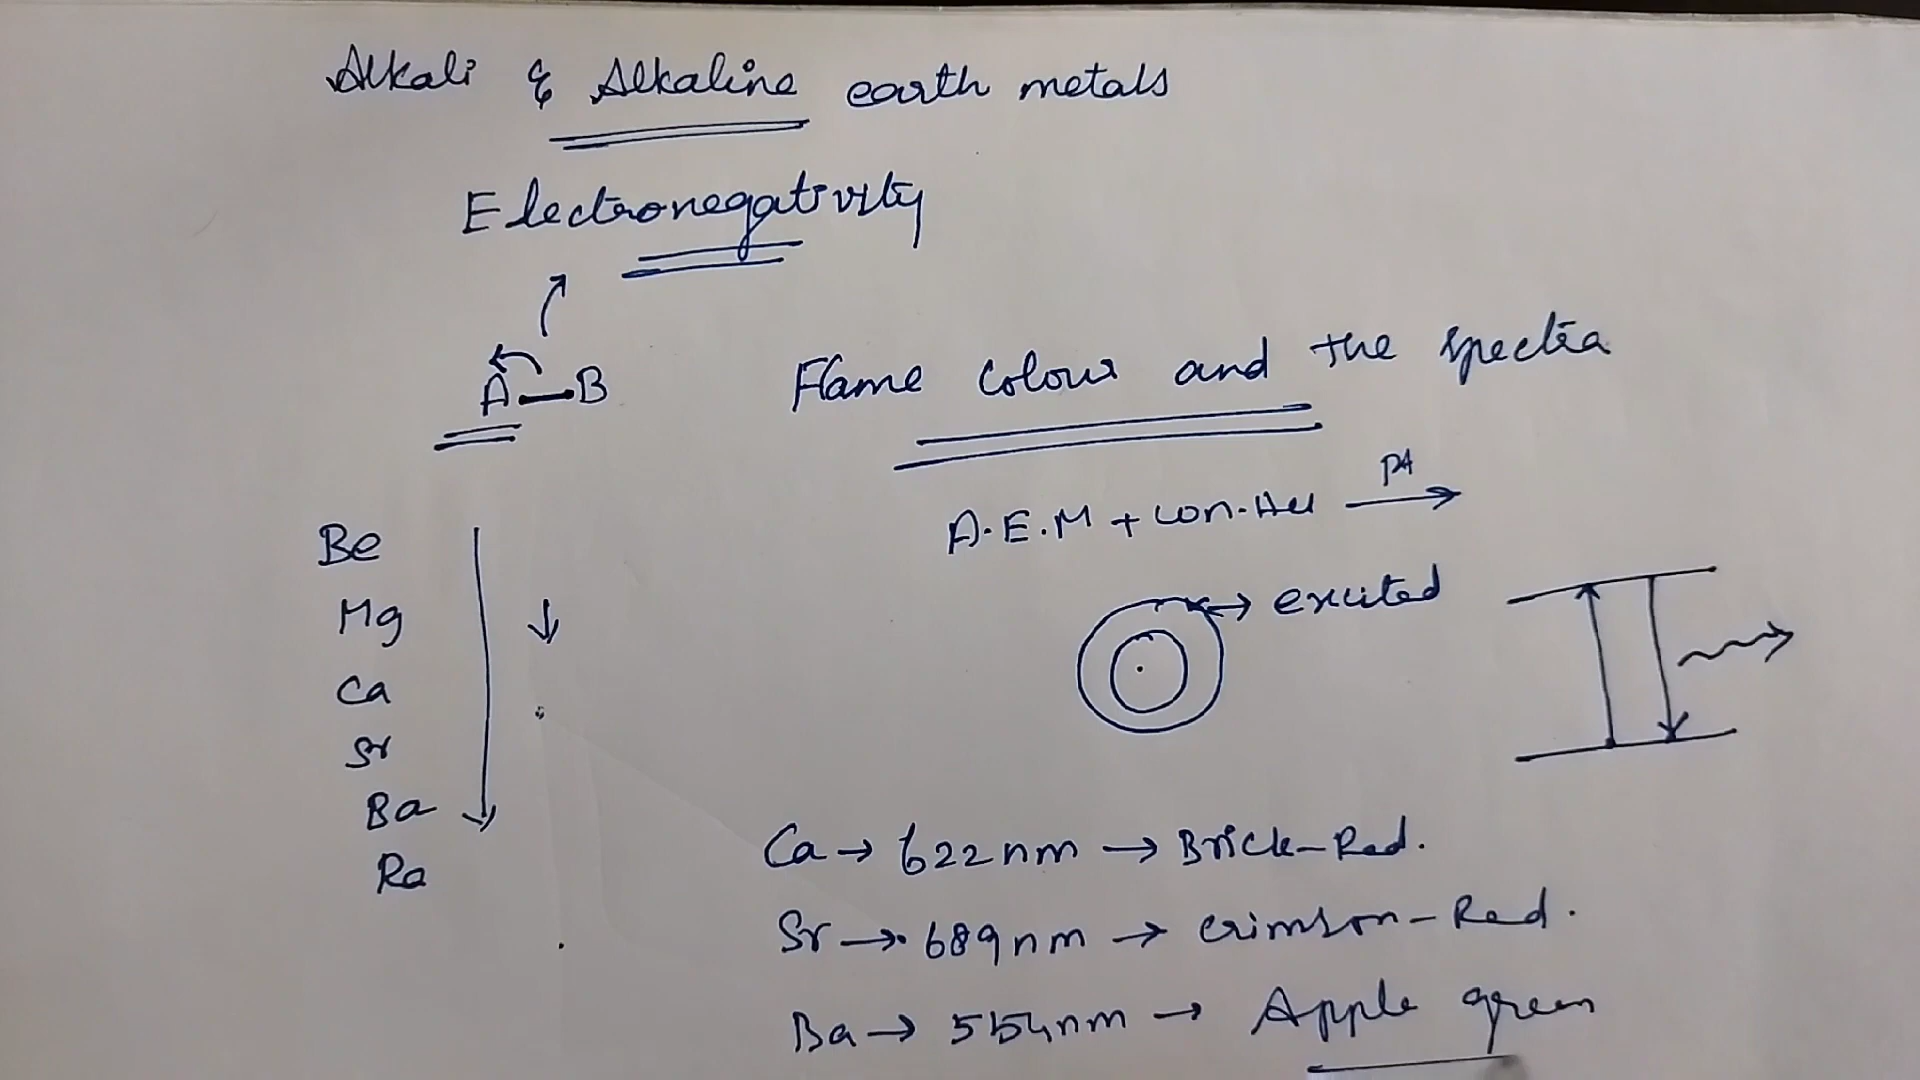 Alkali & Alkaline earth metals
Electronegativity
A—B
Flame colour and the spectra
A.E.M + con.HCl pt →
→ excited
Be
Mg
Ca
Sr
Ba
Ra
Ca → 622nm → Brick-Red.
Sr → 689nm → crimson-Red.
Ba → 554nm → Apple green